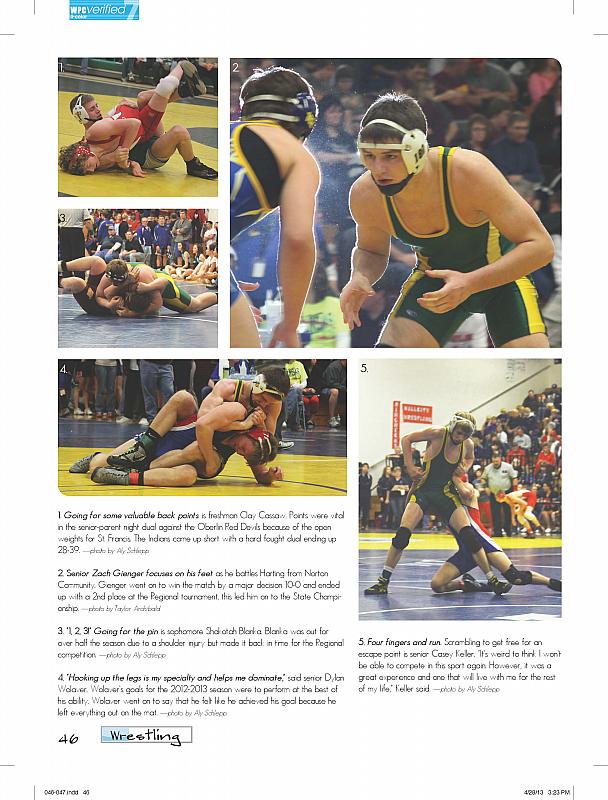 WPC verified 7
4-color
1.
2.
3.
4.
5.
1. Going for some valuable back points is freshman Clay Cassaw. Points were vital
in the senior-parent night dual against the Oberlin Red Devils because of the open
weights for St. Francis. The Indians came up short with a hard fought dual ending up
28-39. —photo by Aly Schlepp
2. Senior Zach Gienger focuses on his feet as he battles Harting from Norton
Community. Gienger went on to win the match by a major decision 10-0 and ended
up with a 2nd place at the Regional tournament, this led him on to the State Champi-
onship. —photo by Taylor Archibald
3. "1, 2, 3!" Going for the pin is sophomore Shakotah Blanka. Blanka was out for
over half the season due to a shoulder injury but made it back in time for the Regional
competition. —photo by Aly Schlepp
4. "Hooking up the legs is my specialty and helps me dominate," said senior Dylan
Wolaver. Wolaver's goals for the 2012-2013 season were to perform at the best of
his ability. Wolaver went on to say that he felt like he achieved his goal because he
left everything out on the mat. —photo by Aly Schlepp
5. Four fingers and run. Scrambling to get free for an
escape point is senior Casey Keller. "It's weird to think I won't
be able to compete in this sport again. However, it was a
great experience and one that will live with me for the rest
of my life," Keller said. —photo by Aly Schlepp
46 Wrestling
046-047.indd 46
4/28/13 3:23 PM